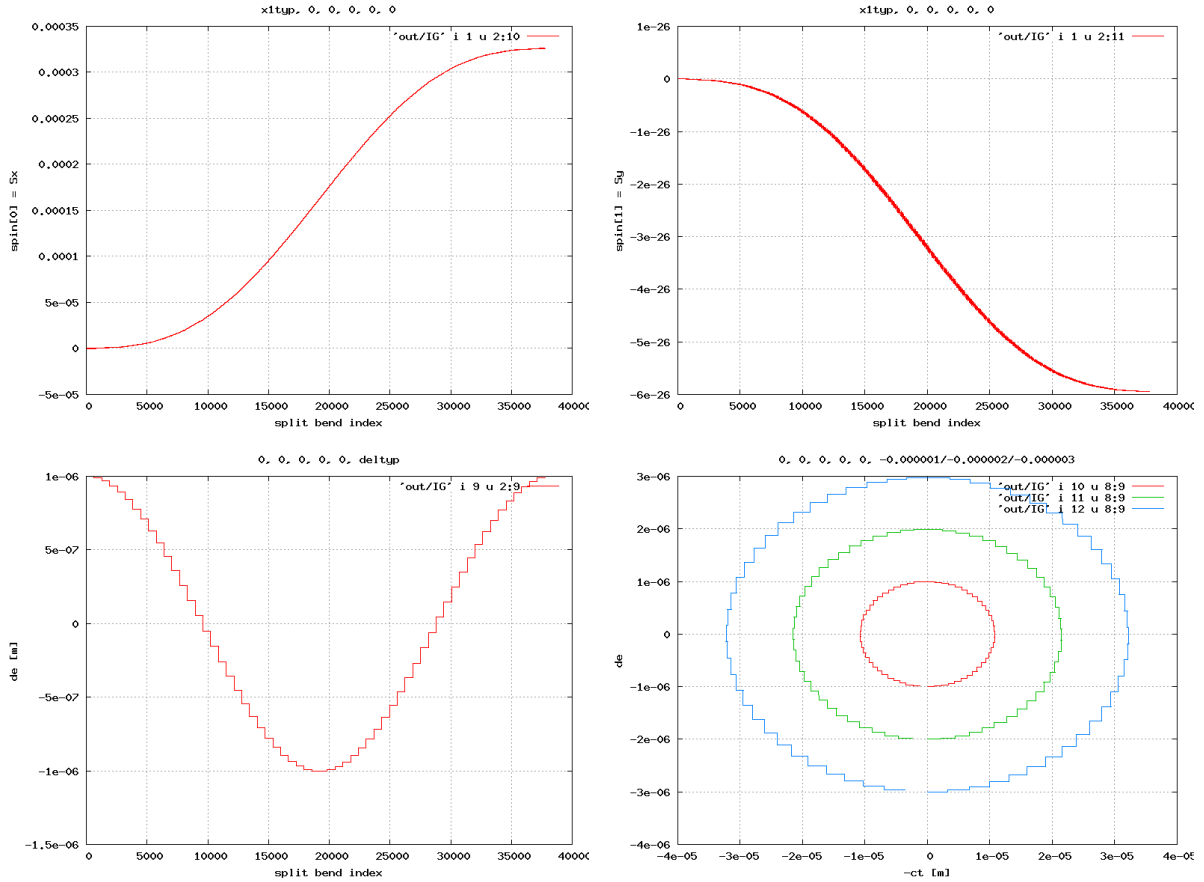 x1typ, 0, 0, 0, 0, 0
'out/IG' i 1 u 2:10
0.00035
0.0003
0.00025
0.0002
0.00015
0.0001
5e-05
0
-5e-05
spin[0] = Sx
0 5000 10000 15000 20000 25000 30000 35000 40000
split bend index
x1typ, 0, 0, 0, 0, 0
'out/IG' i 1 u 2:11
1e-26
0
-1e-26
-2e-26
-3e-26
-4e-26
-5e-26
-6e-26
spin[1] = Sy
0 5000 10000 15000 20000 25000 30000 35000 40000
split bend index
0, 0, 0, 0, 0, deltyp
'out/IG' i 9 u 2:9
1e-06
5e-07
0
-5e-07
-1e-06
-1.5e-06
de [m]
0 5000 10000 15000 20000 25000 30000 35000 40000
split bend index
0, 0, 0, 0, 0, -0.000001/-0.000002/-0.000003
'out/IG' i 10 u 8:9
'out/IG' i 11 u 8:9
'out/IG' i 12 u 8:9
3e-06
2e-06
1e-06
0
-1e-06
-2e-06
-3e-06
-4e-06
de
-4e-05 -3e-05 -2e-05 -1e-05 0 1e-05 2e-05 3e-05 4e-05
-ct [m]